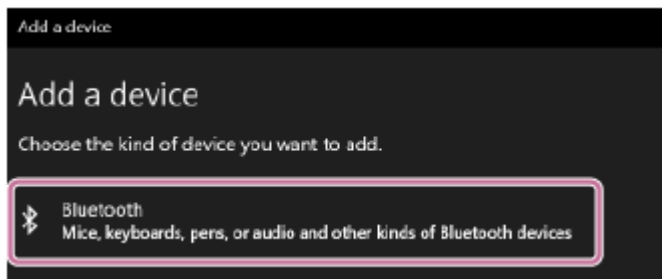 Add a device
Add a device
Choose the kind of device you want to add.
Bluetooth
Mice, keyboards, pens, or audio and other kinds of Bluetooth devices